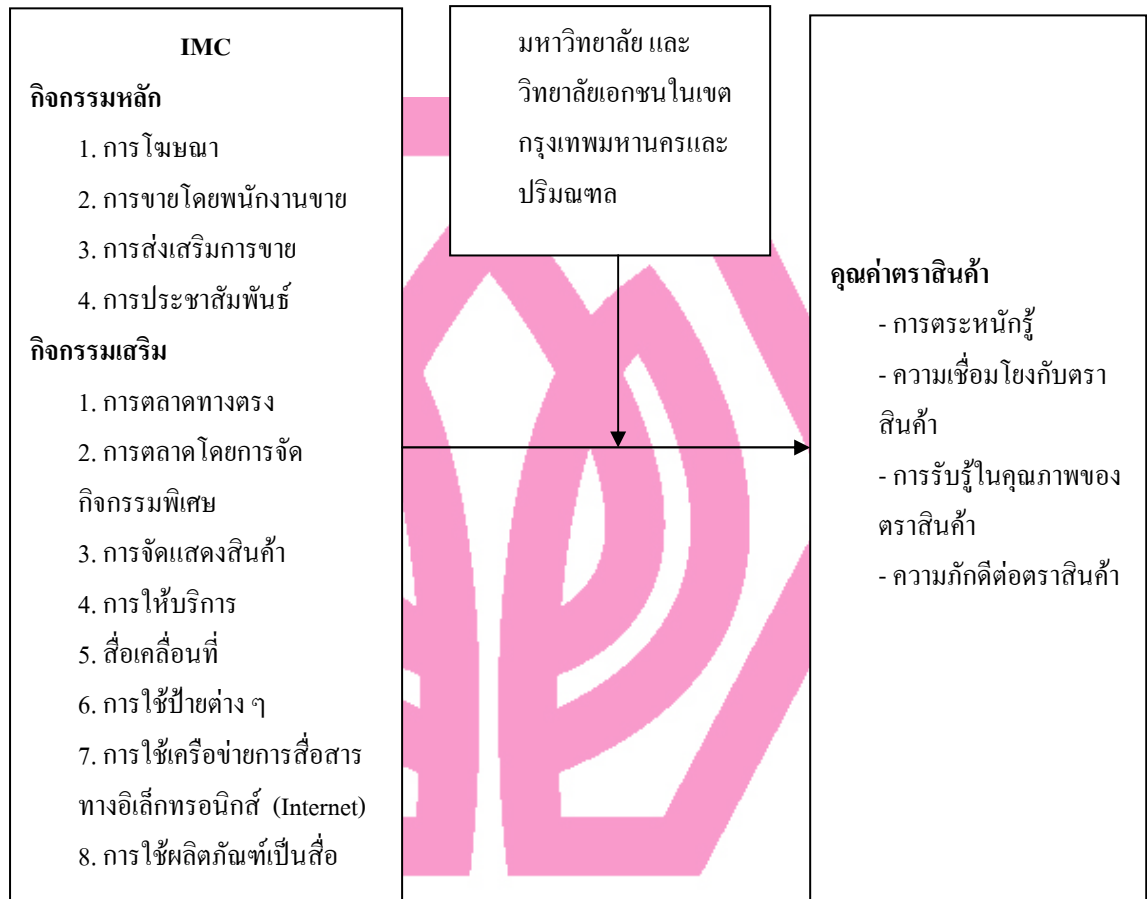 IMC
กิจกรรมหลัก
1. การโฆษณา
2. การขายโดยพนักงานขาย
3. การส่งเสริมการขาย
4. การประชาสัมพันธ์
กิจกรรมเสริม
1. การตลาดทางตรง
2. การตลาดโดยการจัด
กิจกรรมพิเศษ
3. การจัดแสดงสินค้า
4. การให้บริการ
5. สื่อเคลื่อนที่
6. การใช้ป้ายต่าง ๆ
7. การใช้เครือข่ายการสื่อสาร
ทางอิเล็กทรอนิกส์ (Internet)
8. การใช้ผลิตภัณฑ์เป็นสื่อ
มหาวิทยาลัย และ
วิทยาลัยเอกชนในเขต
กรุงเทพมหานครและ
ปริมณฑล
คุณค่าตราสินค้า
- การตระหนักรู้
- ความเชื่อมโยงกับตรา
สินค้า
- การรับรู้ในคุณภาพของ
ตราสินค้า
- ความภักดีต่อตราสินค้า